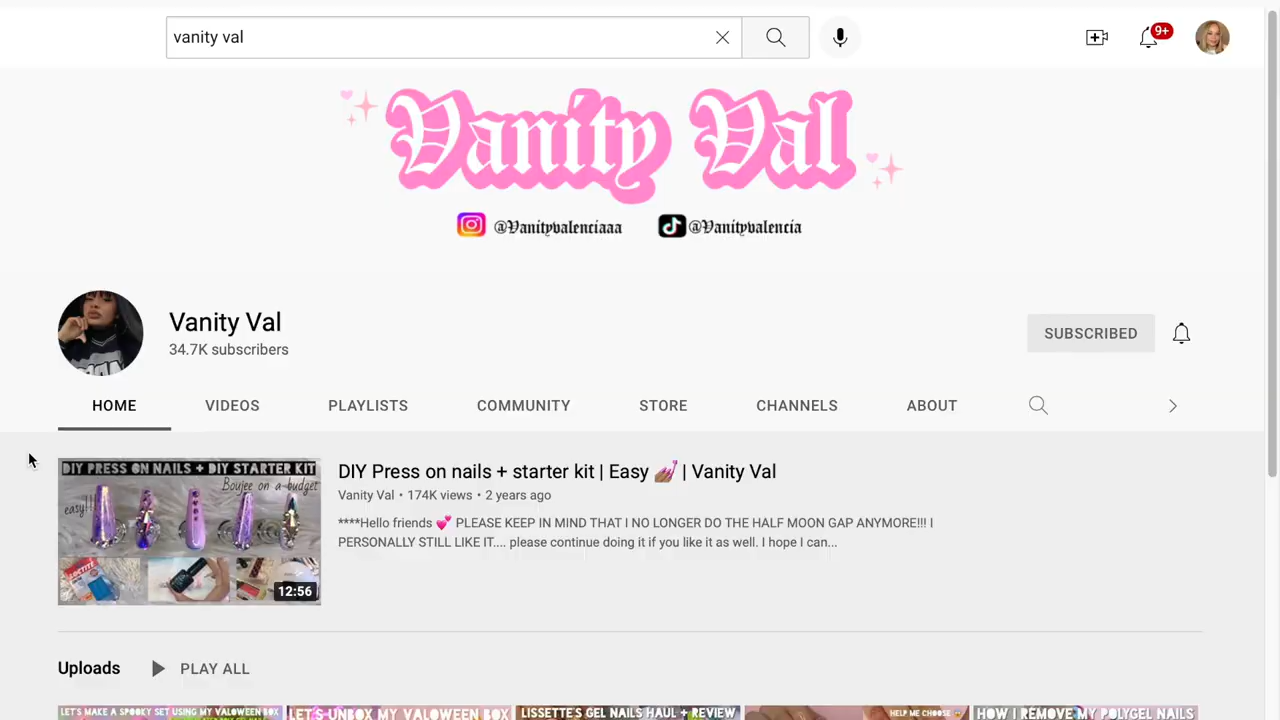 vanity val
9+
Vanity Val
@Vanityvalenciaaa
@Vanityvalencia
Vanity Val
34.7K subscribers
SUBSCRIBED
HOME
VIDEOS
PLAYLISTS
COMMUNITY
STORE
CHANNELS
ABOUT
DIY PRESS ON NAILS + DIY STARTER KIT
Boujee on a budget
easy!!
LOCTITE
12:56
DIY Press on nails + starter kit | Easy 💅 | Vanity Val
Vanity Val • 174K views • 2 years ago
****Hello friends 💕 PLEASE KEEP IN MIND THAT I NO LONGER DO THE HALF MOON GAP ANYMORE!!! I
PERSONALLY STILL LIKE IT.... please continue doing it if you like it as well. I hope I can...
Uploads
PLAY ALL
LET'S MAKE A SPOOKY SET USING MY VALOWEEN BOX
LET'S UNBOX MY VALOWEEN BOX
LISSETTE'S GEL NAILS HAUL + REVIEW
HELP ME CHOOSE
HOW I REMOVE MY POLYGEL NAILS